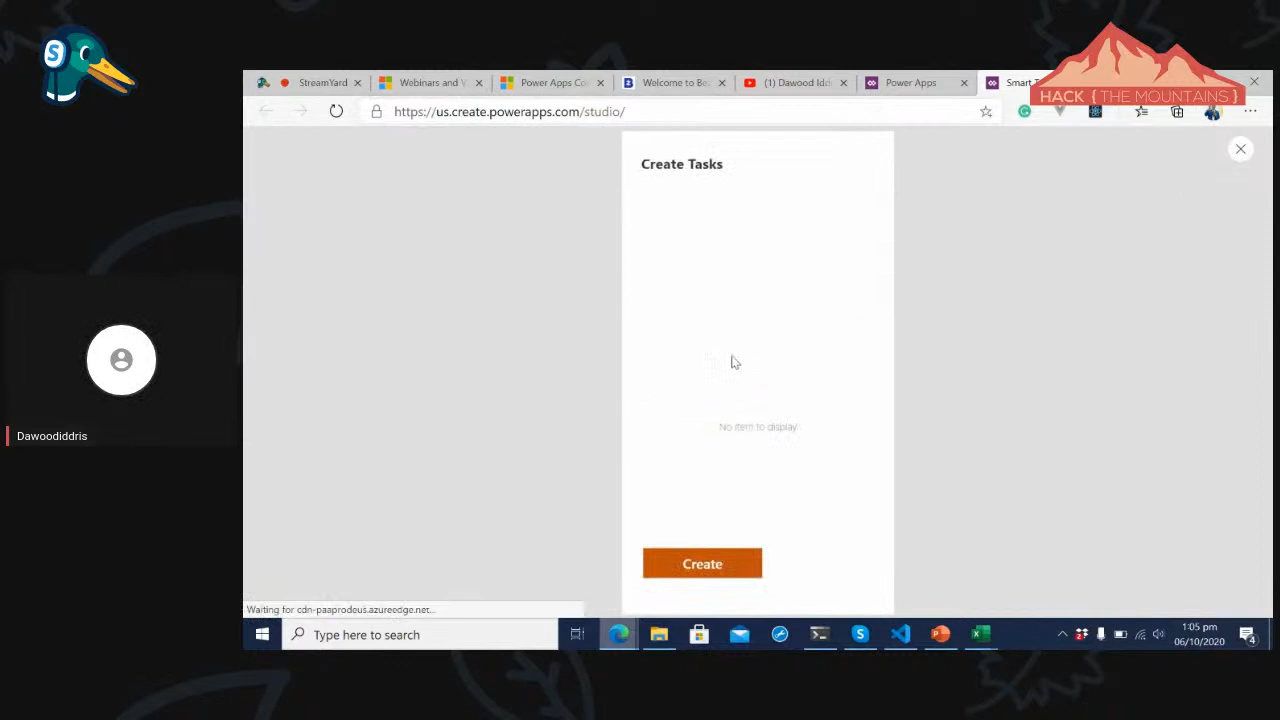 S
HACK { THE MOUNTAINS }
StreamYard
Webinars and V
Power Apps Co
Welcome to Be
(1) Dawood Idd
Power Apps
Smart T
https://us.create.powerapps.com/studio/
Create Tasks
No item to display
Create
Dawoodiddris
Waiting for cdn-paaprodeus.azureedge.net...
Type here to search
1:05 pm
06/10/2020